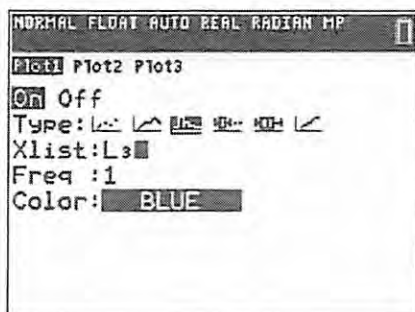 NORMAL FLOAT AUTO REAL RADIAN MP
Plot1 Plot2 Plot3
On Off
Type:
Xlist:L₃
Freq :1
Color: BLUE